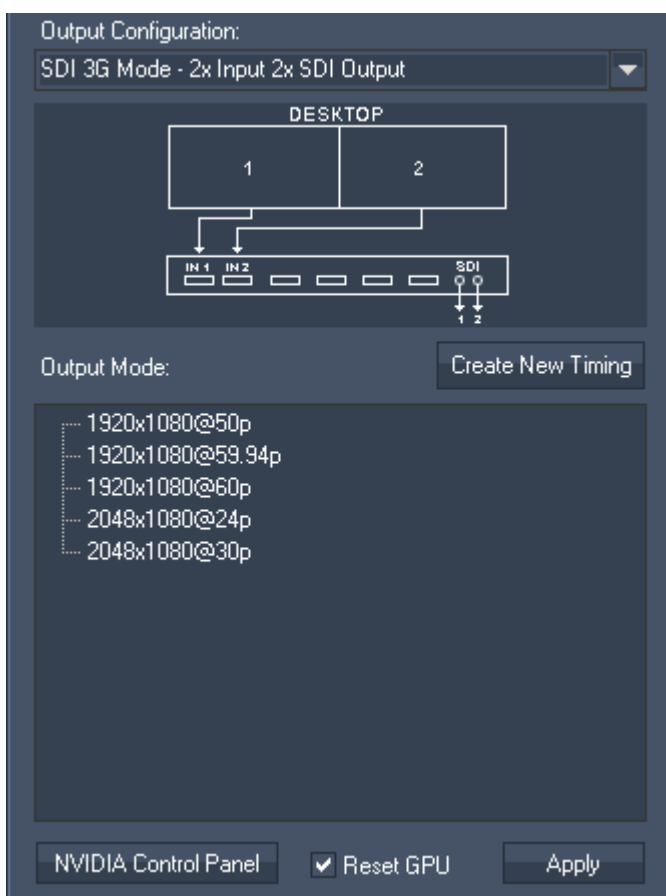 Output Configuration:
SDI 3G Mode - 2x Input 2x SDI Output
DESKTOP
1 2
IN 1 IN 2 SDI
1 2
Output Mode: Create New Timing
1920x1080@50p
1920x1080@59.94p
1920x1080@60p
2048x1080@24p
2048x1080@30p
NVIDIA Control Panel Reset GPU Apply